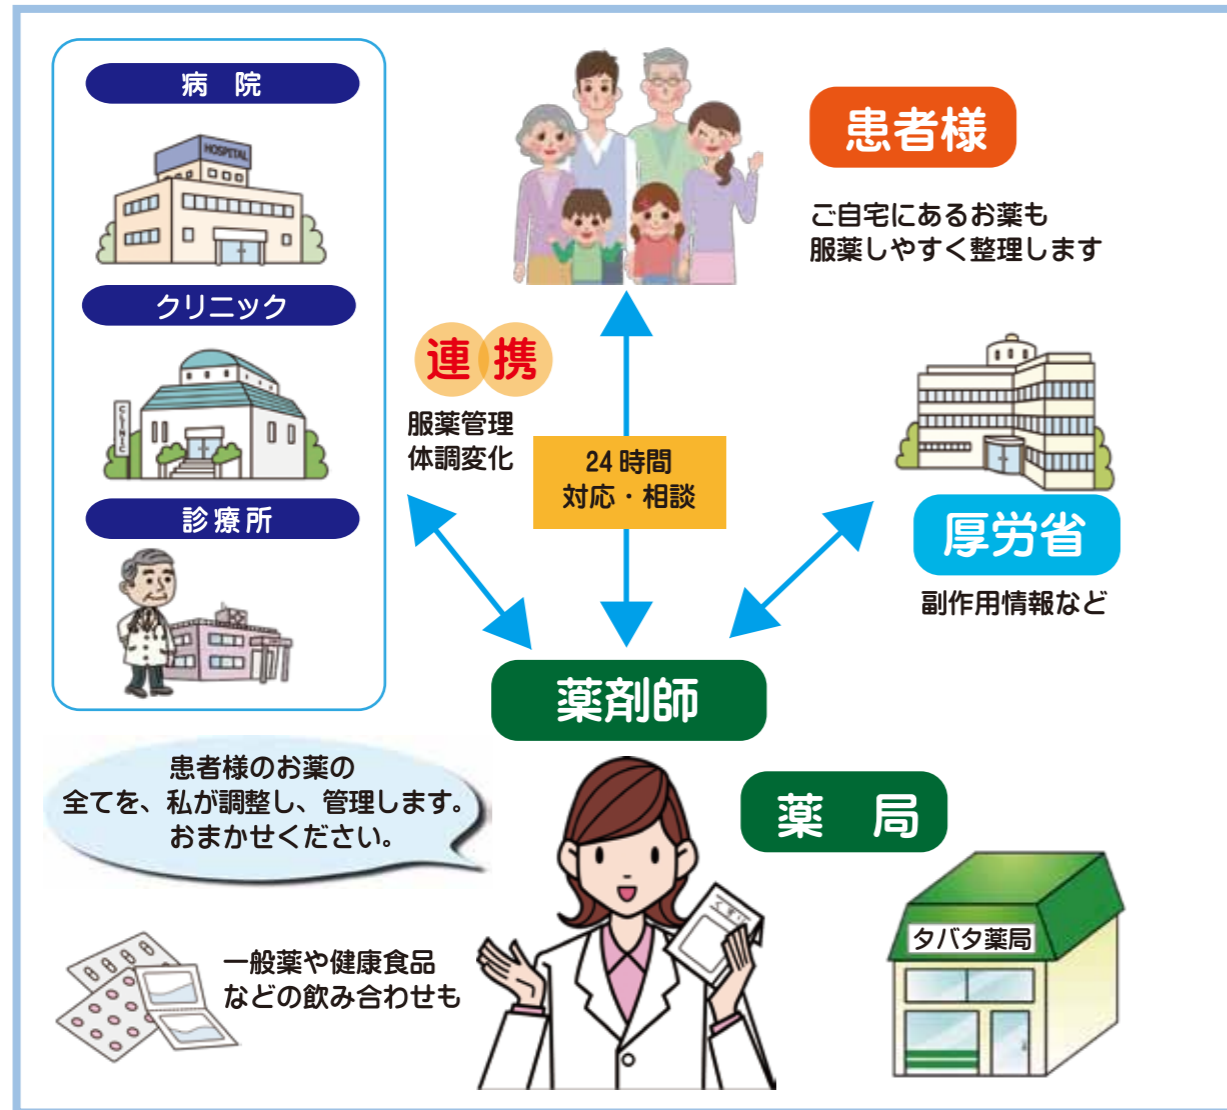 病 院
HOSPITAL
クリニック
CLINIC
診療所
患者様
ご自宅にあるお薬も
服薬しやすく整理します
連携
服薬管理
体調変化
24時間
対応・相談
厚労省
副作用情報など
薬剤師
患者様のお薬の
全てを、私が調整し、管理します。
おまかせください。
薬 局
タバタ薬局
くすり
一般薬や健康食品
などの飲み合わせも